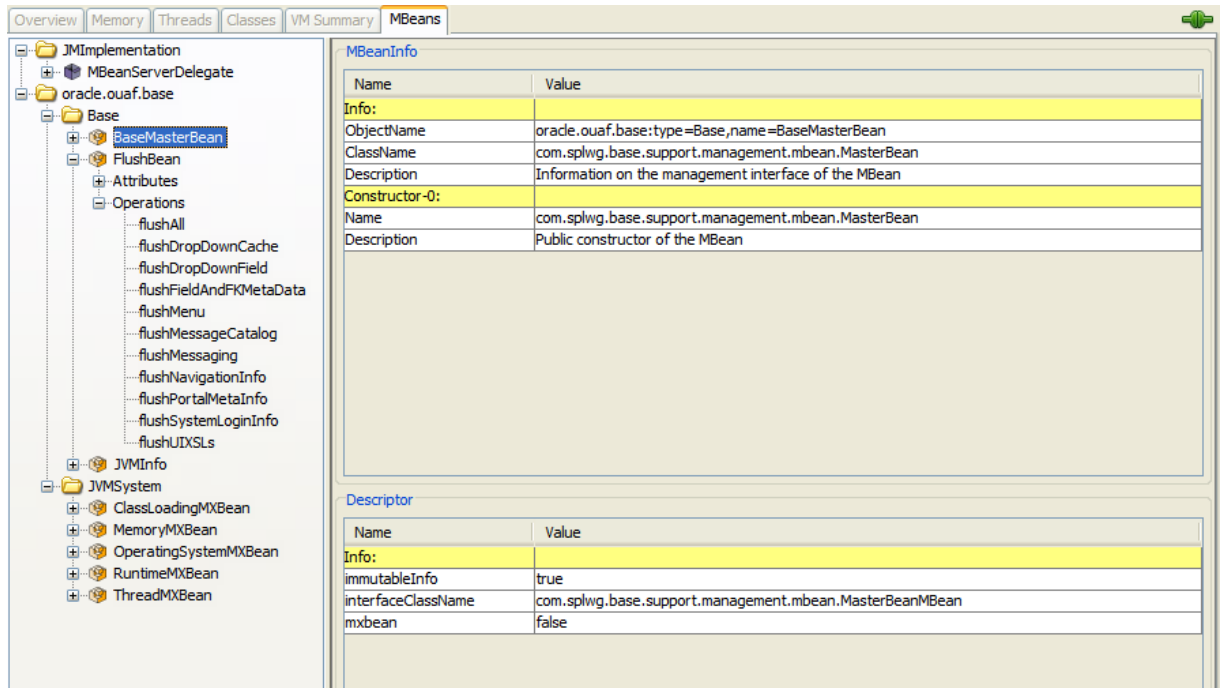 Overview Memory Threads Classes VM Summary MBeans
JMImplementation
MBeanServerDelegate
oracle.ouaf.base
Base
BaseMasterBean
FlushBean
Attributes
Operations
flushAll
flushDropDownCache
flushDropDownField
flushFieldAndFKMetaData
flushMenu
flushMessageCatalog
flushMessaging
flushNavigationInfo
flushPortalMetaInfo
flushSystemLoginInfo
flushUIXSLs
JVMInfo
JVMSystem
ClassLoadingMXBean
MemoryMXBean
OperatingSystemMXBean
RuntimeMXBean
ThreadMXBean
MBeanInfo
Name Value
Info:
ObjectName oracle.ouaf.base:type=Base,name=BaseMasterBean
ClassName com.splwg.base.support.management.mbean.MasterBean
Description Information on the management interface of the MBean
Constructor-0:
Name com.splwg.base.support.management.mbean.MasterBean
Description Public constructor of the MBean
Descriptor
Name Value
Info:
immutableInfo true
interfaceClassName com.splwg.base.support.management.mbean.MasterBeanMBean
mxbean false